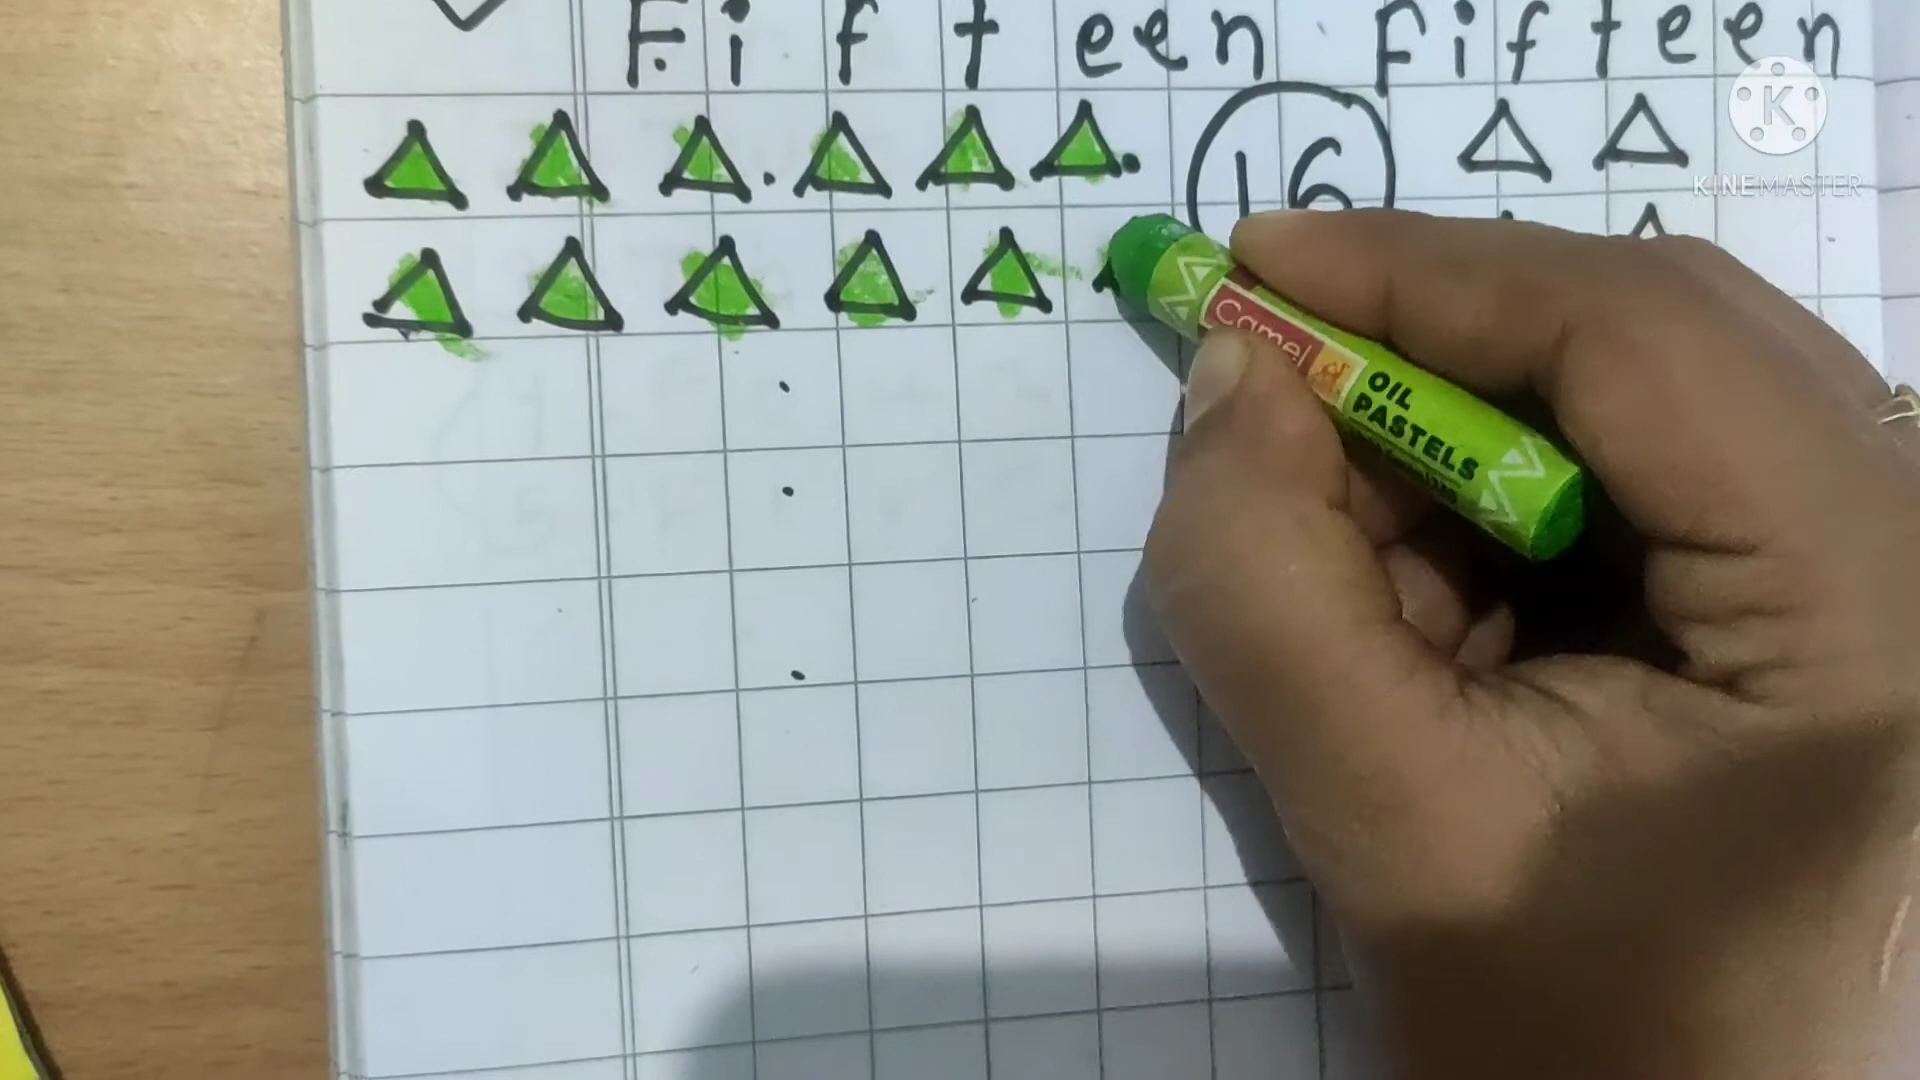 Fifteen Fifteen
16
K
KINEMASTER
Camel
OIL
PASTELS